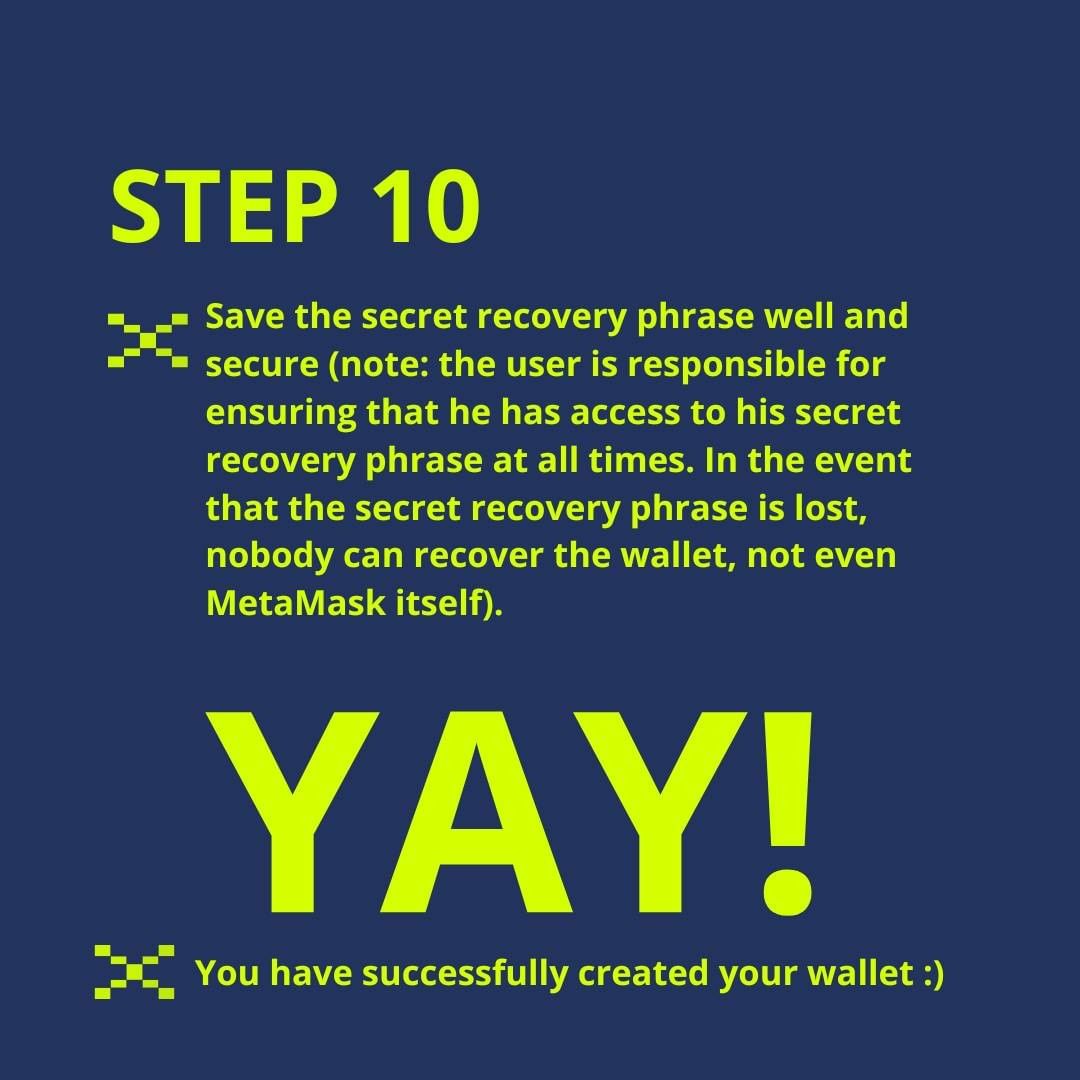 STEP 10
Save the secret recovery phrase well and
secure (note: the user is responsible for
ensuring that he has access to his secret
recovery phrase at all times. In the event
that the secret recovery phrase is lost,
nobody can recover the wallet, not even
MetaMask itself).
YAY!
You have successfully created your wallet :)